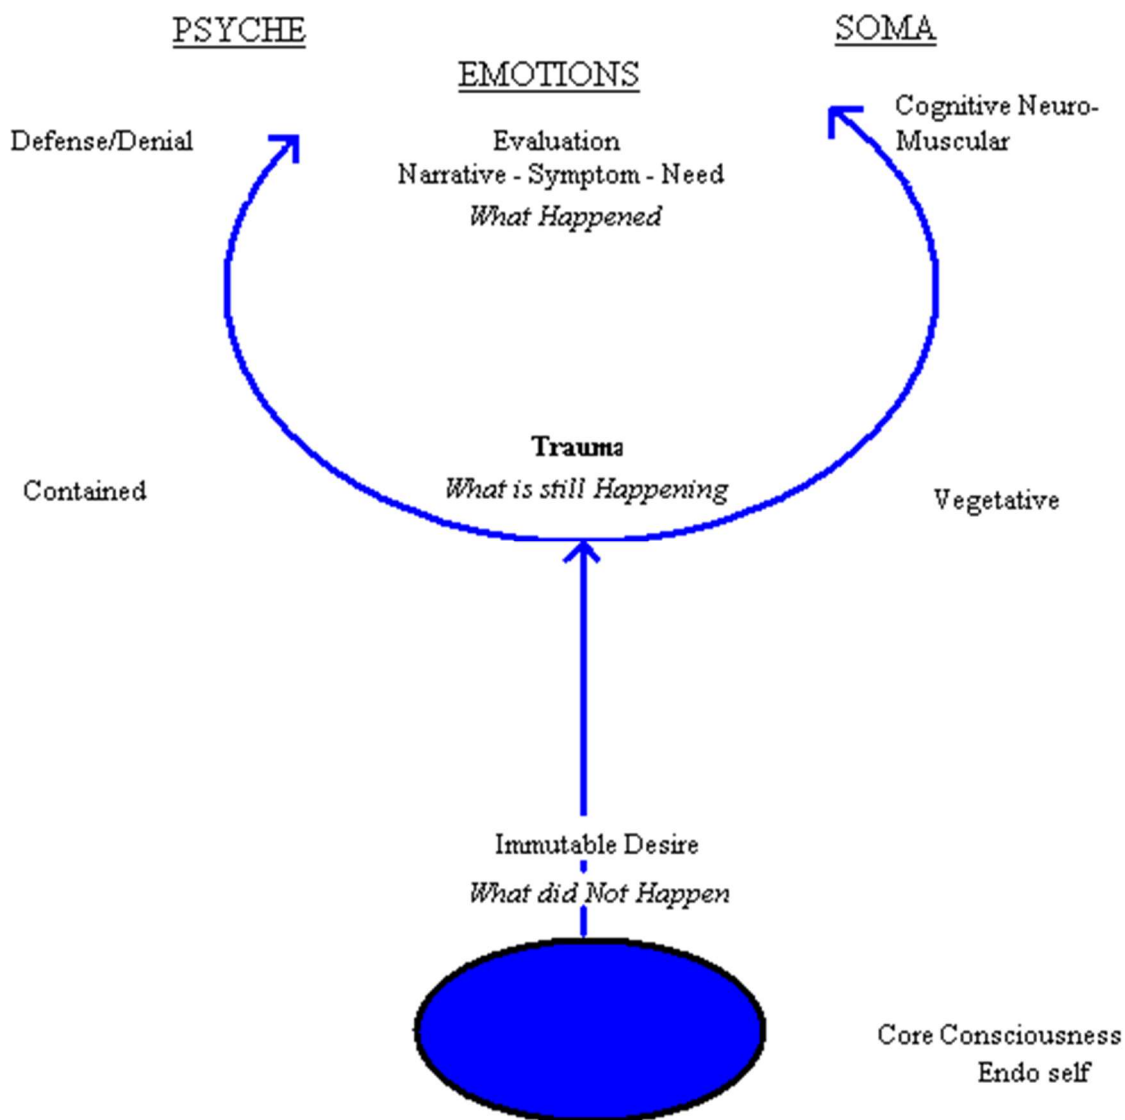 PSYCHE
SOMA
EMOTIONS
Defense/Denial
Evaluation
Narrative - Symptom - Need
What Happened
Cognitive Neuro-
Muscular
Trauma
What is still Happening
Contained
Vegetative
Immutable Desire
What did Not Happen
Core Consciousness
Endo self